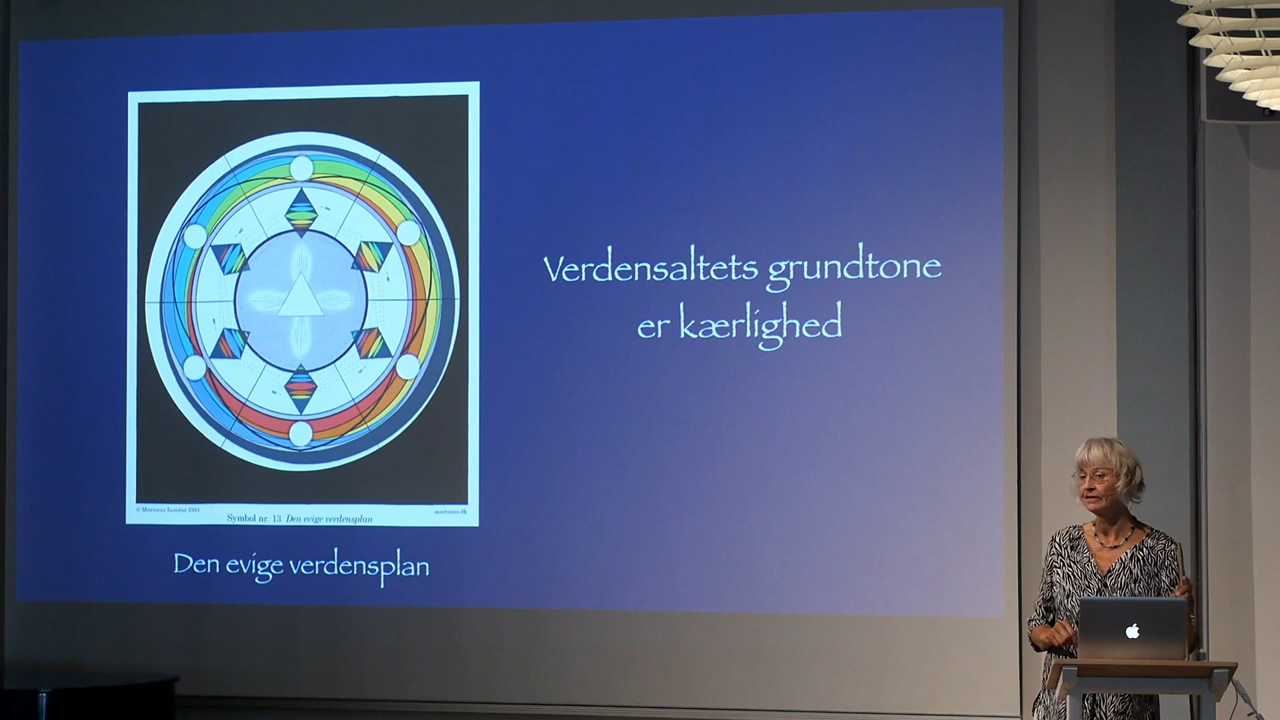 Verdensaltets grundtone
er kærlighed
© Martinus Institut 1981
martinus.dk
Symbol nr. 13 Den evige verdensplan
Den evige verdensplan